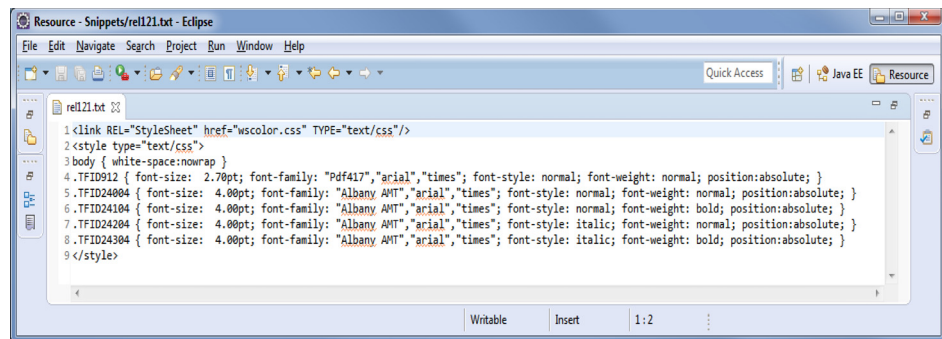 Resource - Snippets/rel121.txt - Eclipse
File Edit Navigate Search Project Run Window Help
Quick Access Java EE Resource
rel121.txt
1 <link REL="StyleSheet" href="wscolor.css" TYPE="text/css"/>
2 <style type="text/css">
3 body { white-space:nowrap }
4 .TFID912 { font-size:  2.70pt; font-family: "Pdf417","arial","times"; font-style: normal; font-weight: normal; position:absolute; }
5 .TFID24004 { font-size:  4.00pt; font-family: "Albany AMT","arial","times"; font-style: normal; font-weight: normal; position:absolute; }
6 .TFID24104 { font-size:  4.00pt; font-family: "Albany AMT","arial","times"; font-style: normal; font-weight: bold; position:absolute; }
7 .TFID24204 { font-size:  4.00pt; font-family: "Albany AMT","arial","times"; font-style: italic; font-weight: normal; position:absolute; }
8 .TFID24304 { font-size:  4.00pt; font-family: "Albany AMT","arial","times"; font-style: italic; font-weight: bold; position:absolute; }
9 </style>
Writable Insert 1:2